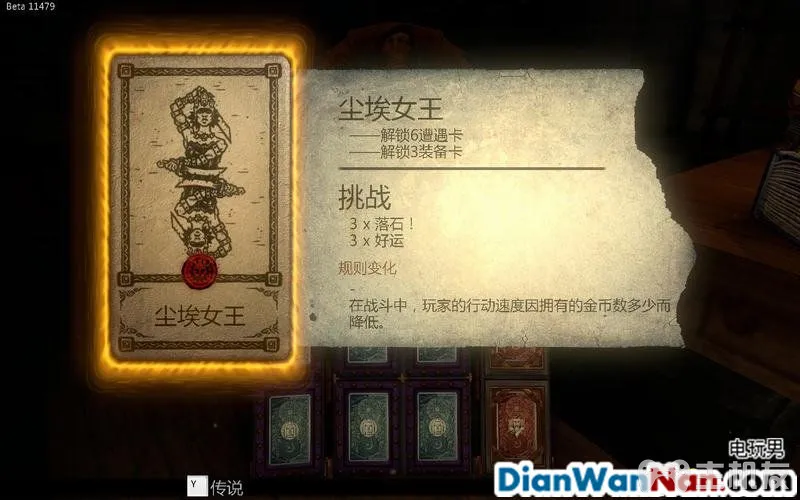 Beta 11479
尘埃女王
——解锁6遭遇卡
——解锁3装备卡
挑战
3 x 落石！
3 x 好运
规则变化
-
在战斗中，玩家的行动速度因拥有的金币数多少而
降低。
尘埃女王
Y 传说
电玩男
DianWanNan.com